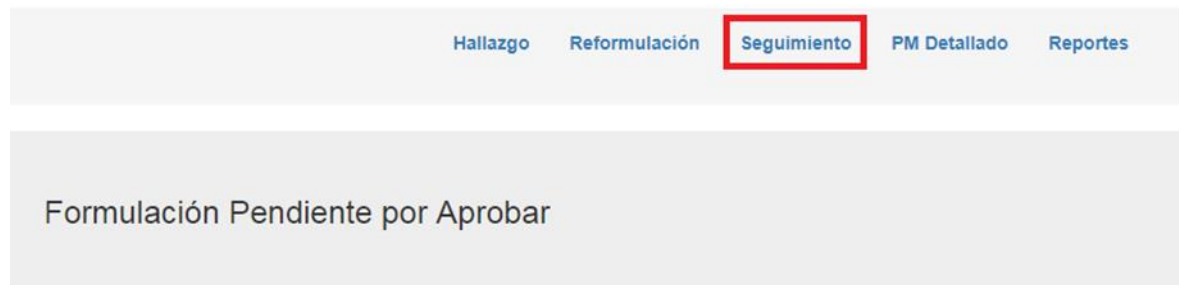 Hallazgo Reformulación Seguimiento PM Detallado Reportes
Formulación Pendiente por Aprobar